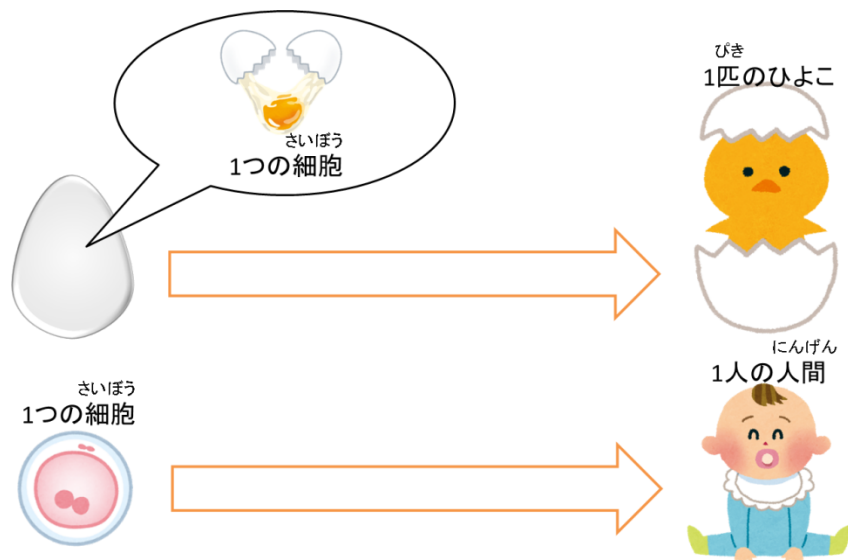 さいぼう
1つの細胞
ぴき
1匹のひよこ
さいぼう
1つの細胞
にんげん
1人の人間